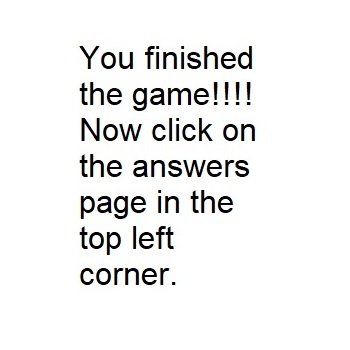 You finished
the game!!!!
Now click on
the answers
page in the
top left
corner.